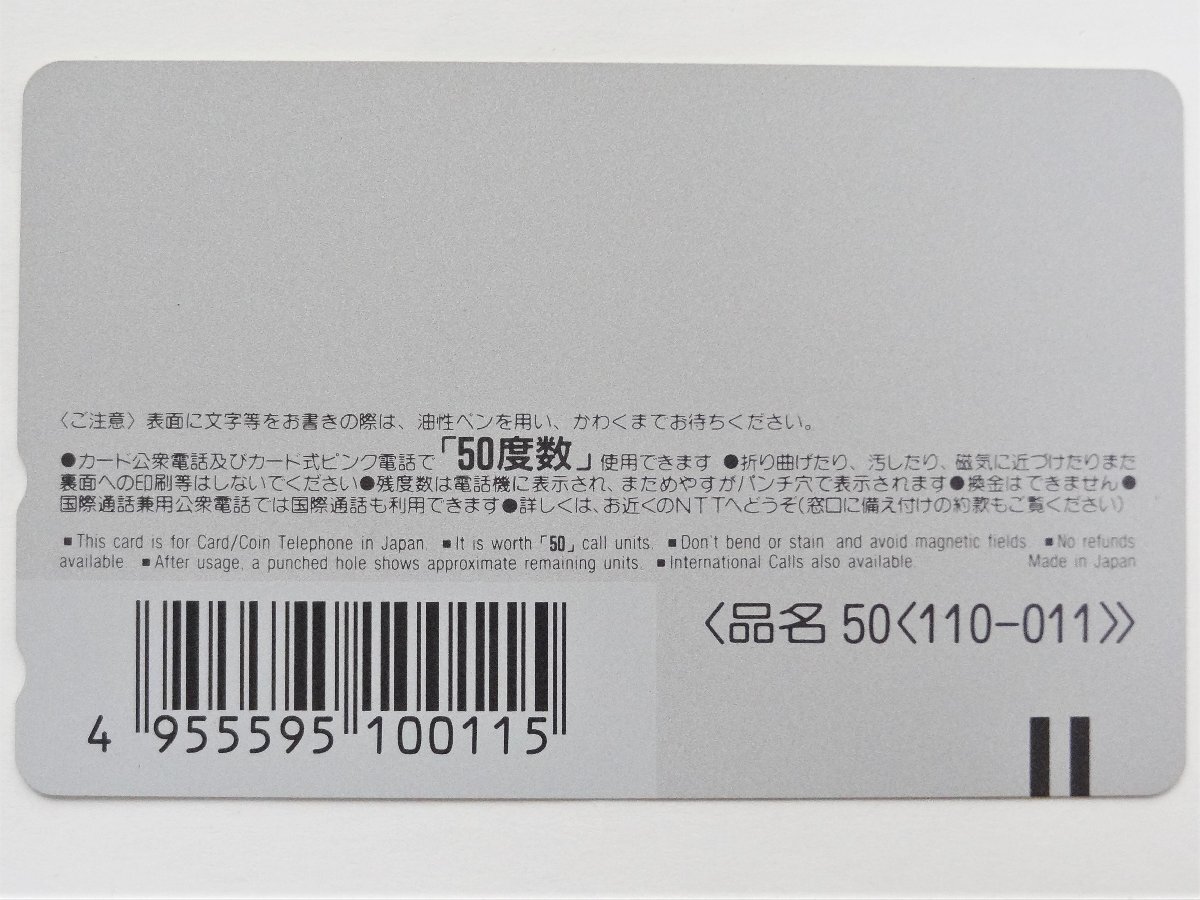 〈ご注意〉表面に文字等をお書きの際は、油性ペンを用い、かわくまでお待ちください。
●カード公衆電話及びカード式ピンク電話で「50度数」使用できます ●折り曲げたり、汚したり、磁気に近づけたりまた
裏面への印刷等はしないでください●残度数は電話機に表示され、まためやすがパンチ穴で表示されます●換金はできません●
国際通話兼用公衆電話では国際通話も利用できます●詳しくは、お近くのNTTへどうぞ(窓口に備え付けの約款もご覧ください)
■This card is for Card/Coin Telephone in Japan. ■It is worth「50」call units. ■Don't bend or stain and avoid magnetic fields ■No refunds
available ■After usage, a punched hole shows approximate remaining units. ■International Calls also available. Made in Japan
〈品名 50〈110-011〉〉
4 955595 100115